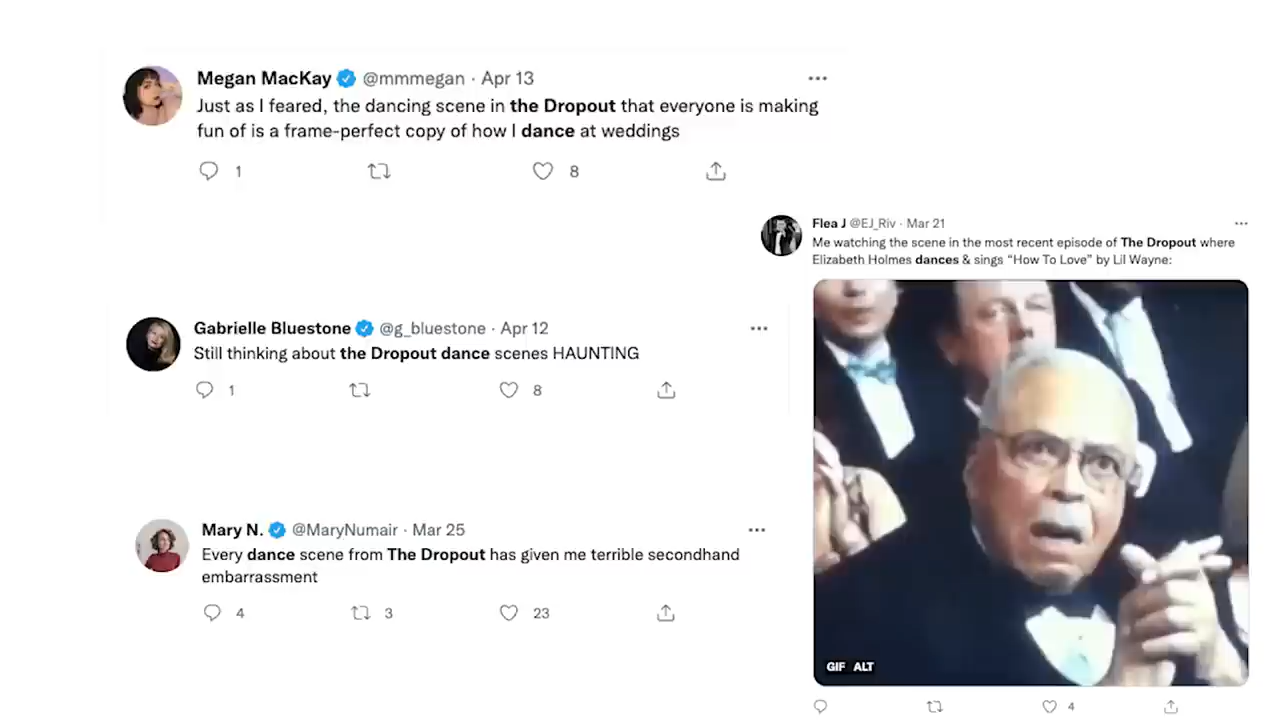 Megan MacKay @mmmegan · Apr 13
Just as I feared, the dancing scene in the Dropout that everyone is making
fun of is a frame-perfect copy of how I dance at weddings
1 8
Flea J @EJ_Riv · Mar 21
Me watching the scene in the most recent episode of The Dropout where
Elizabeth Holmes dances & sings “How To Love” by Lil Wayne:
GIF ALT
4
Gabrielle Bluestone @g_bluestone · Apr 12
Still thinking about the Dropout dance scenes HAUNTING
1 8
Mary N. @MaryNumair · Mar 25
Every dance scene from The Dropout has given me terrible secondhand
embarrassment
4 3 23